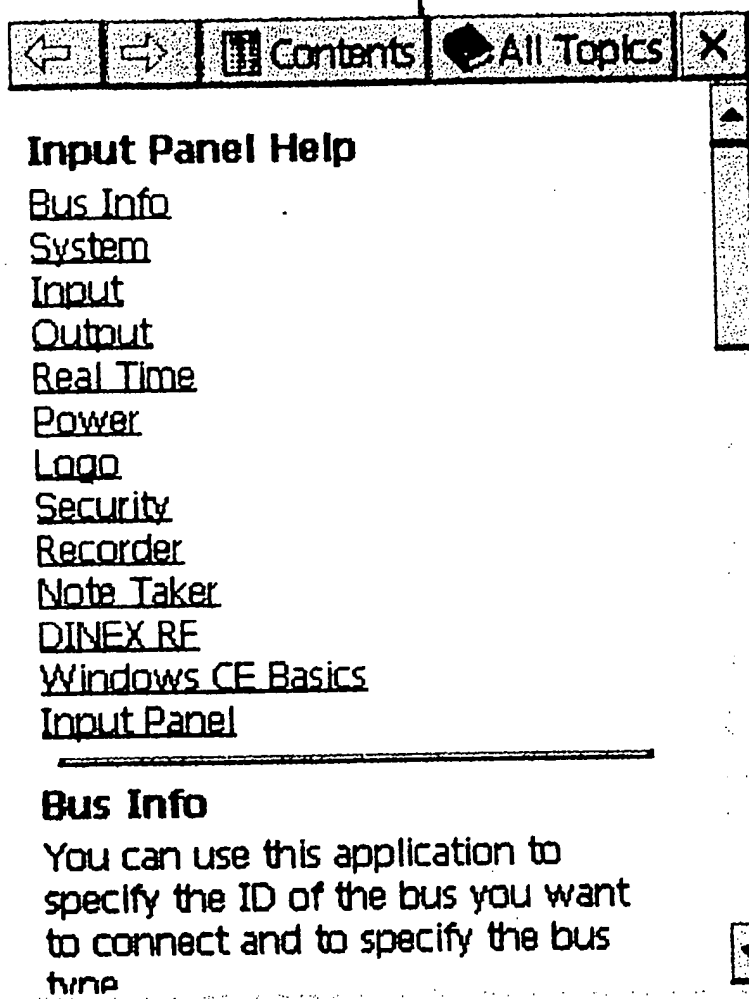 Contents All Topics X
Input Panel Help
Bus Info
System
Input
Output
Real Time
Power
Logo
Security
Recorder
Note Taker
DINEX RF
Windows CE Basics
Input Panel
Bus Info
You can use this application to
specify the ID of the bus you want
to connect and to specify the bus
type